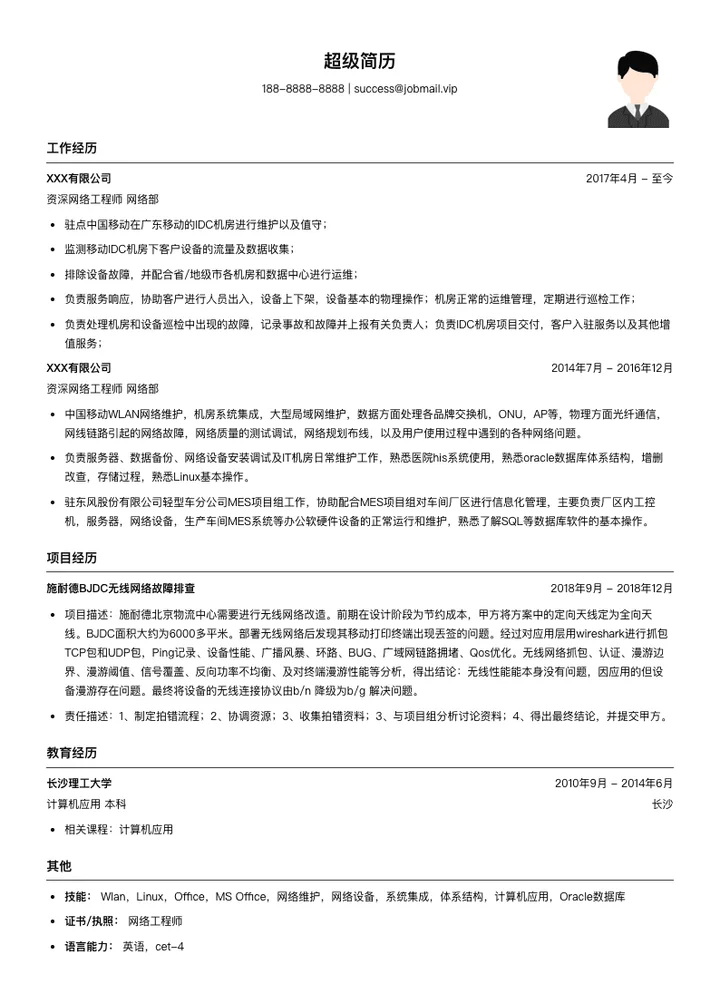 超级简历
188-8888-8888 | success@jobmail.vip
工作经历
XXX有限公司 2017年4月 – 至今
资深网络工程师 网络部
• 驻点中国移动在广东移动的IDC机房进行维护以及值守；
• 监测移动IDC机房下客户设备的流量及数据收集；
• 排除设备故障，并配合省/地级市各机房和数据中心进行运维；
• 负责服务响应，协助客户进行人员出入，设备上下架，设备基本的物理操作；机房正常的运维管理，定期进行巡检工作；
• 负责处理机房和设备巡检中出现的故障，记录事故和故障并上报有关负责人；负责IDC机房项目交付，客户入驻服务以及其他增
值服务；
XXX有限公司 2014年7月 – 2016年12月
资深网络工程师 网络部
• 中国移动WLAN网络维护，机房系统集成，大型局域网维护，数据方面处理各品牌交换机，ONU，AP等，物理方面光纤通信，
网线链路引起的网络故障，网络质量的测试调试，网络规划布线，以及用户使用过程中遇到的各种网络问题。
• 负责服务器、数据备份、网络设备安装调试及IT机房日常维护工作，熟悉医院his系统使用，熟悉oracle数据库体系结构，增删
改查，存储过程，熟悉Linux基本操作。
• 驻东风股份有限公司轻型车分公司MES项目组工作，协助配合MES项目组对车间厂区进行信息化管理，主要负责厂区内工控
机，服务器，网络设备，生产车间MES系统等办公软硬件设备的正常运行和维护，熟悉了解SQL等数据库软件的基本操作。
项目经历
施耐德BJDC无线网络故障排查 2018年9月 – 2018年12月
• 项目描述：施耐德北京物流中心需要进行无线网络改造。前期在设计阶段为节约成本，甲方将方案中的定向天线定为全向天
线。BJDC面积大约为6000多平米。部署无线网络后发现其移动打印终端出现丢签的问题。经过对应用层用wireshark进行抓包
TCP包和UDP包，Ping记录、设备性能、广播风暴、环路、BUG、广域网链路拥堵、Qos优化。无线网络抓包、认证、漫游边
界、漫游阈值、信号覆盖、反向功率不均衡、及对终端漫游性能等分析，得出结论：无线性能能本身没有问题，因应用的但设
备漫游存在问题。最终将设备的无线连接协议由b/n 降级为b/g 解决问题。
• 责任描述：1、制定拍错流程；2、协调资源；3、收集拍错资料；3、与项目组分析讨论资料；4、得出最终结论，并提交甲方。
教育经历
长沙理工大学 2010年9月 – 2014年6月
计算机应用 本科 长沙
• 相关课程：计算机应用
其他
• 技能： Wlan，Linux，Office，MS Office，网络维护，网络设备，系统集成，体系结构，计算机应用，Oracle数据库
• 证书/执照： 网络工程师
• 语言能力： 英语，cet-4